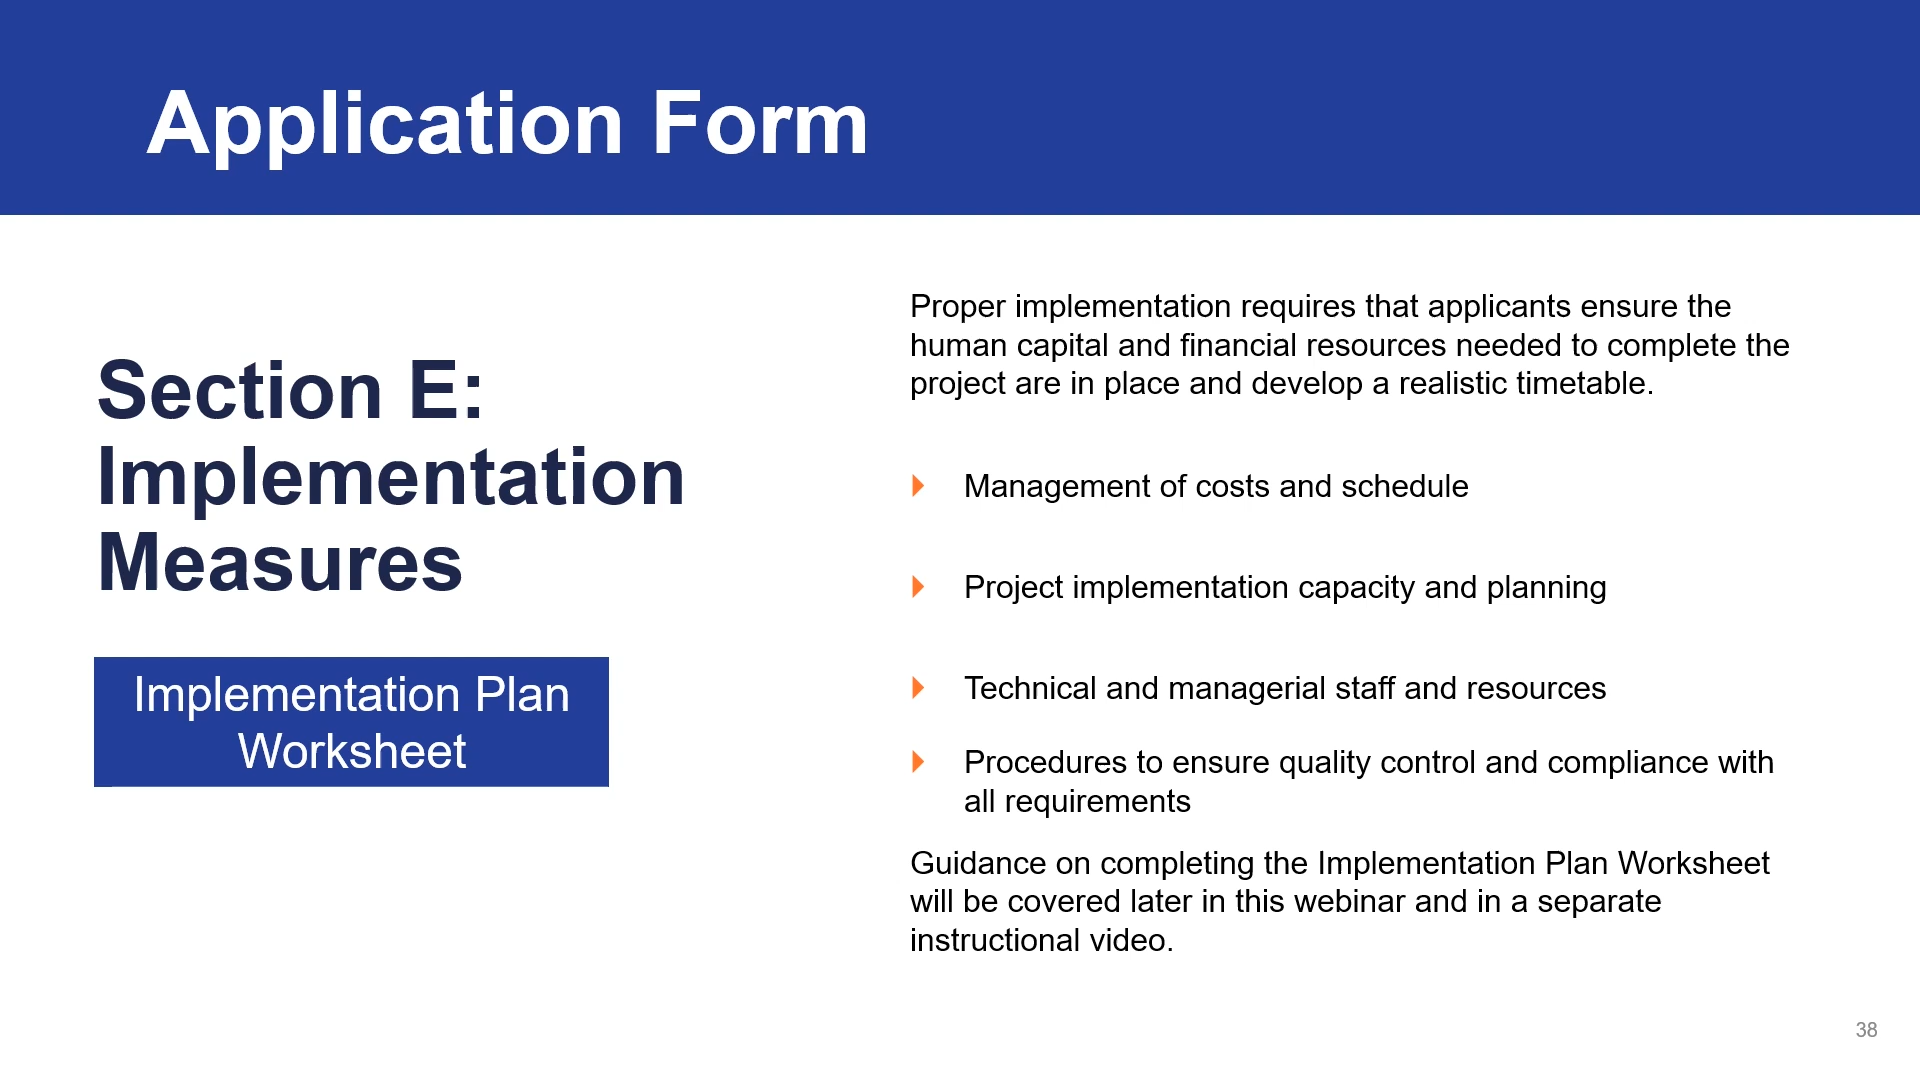 Application Form
Section E:
Implementation
Measures
Implementation Plan
Worksheet
Proper implementation requires that applicants ensure the
human capital and financial resources needed to complete the
project are in place and develop a realistic timetable.
Management of costs and schedule
Project implementation capacity and planning
Technical and managerial staff and resources
Procedures to ensure quality control and compliance with
all requirements
Guidance on completing the Implementation Plan Worksheet
will be covered later in this webinar and in a separate
instructional video.
38